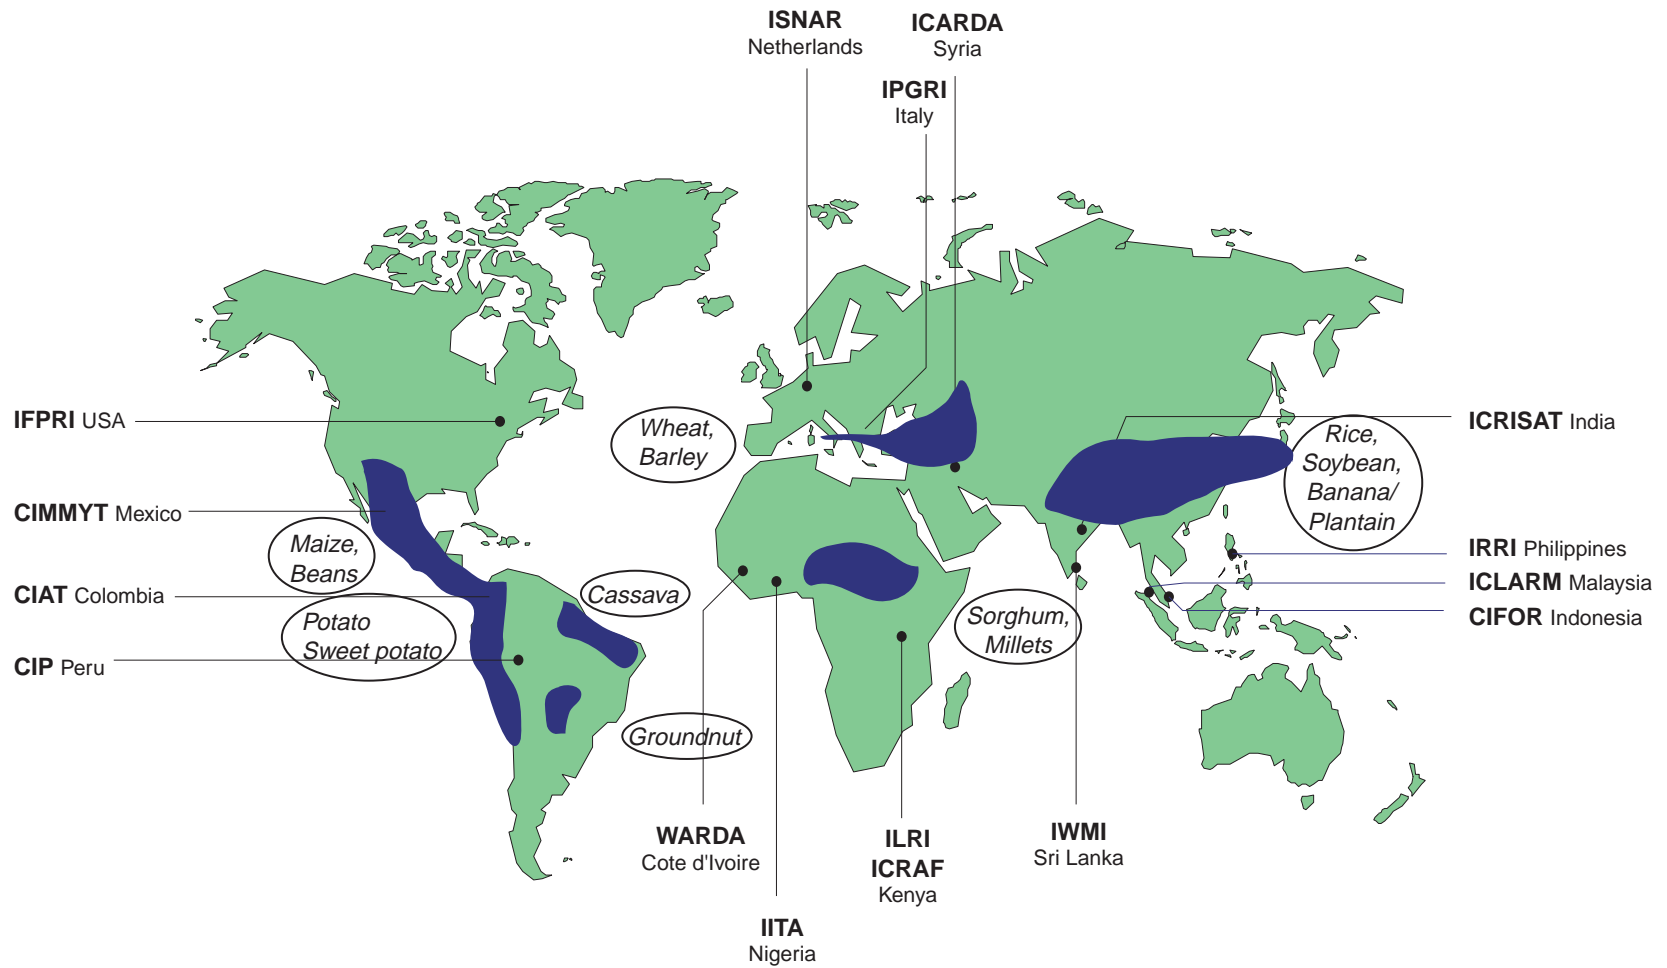 ISNAR
Netherlands
ICARDA
Syria
IPGRI
Italy
IFPRI USA
Wheat,
Barley
ICRISAT India
Rice,
Soybean,
Banana/
Plantain
CIMMYT Mexico
Maize,
Beans
IRRI Philippines
ICLARM Malaysia
CIFOR Indonesia
CIAT Colombia
Cassava
Potato
Sweet potato
Sorghum,
Millets
CIP Peru
Groundnut
WARDA
Cote d'Ivoire
ILRI
ICRAF
Kenya
IWMI
Sri Lanka
IITA
Nigeria